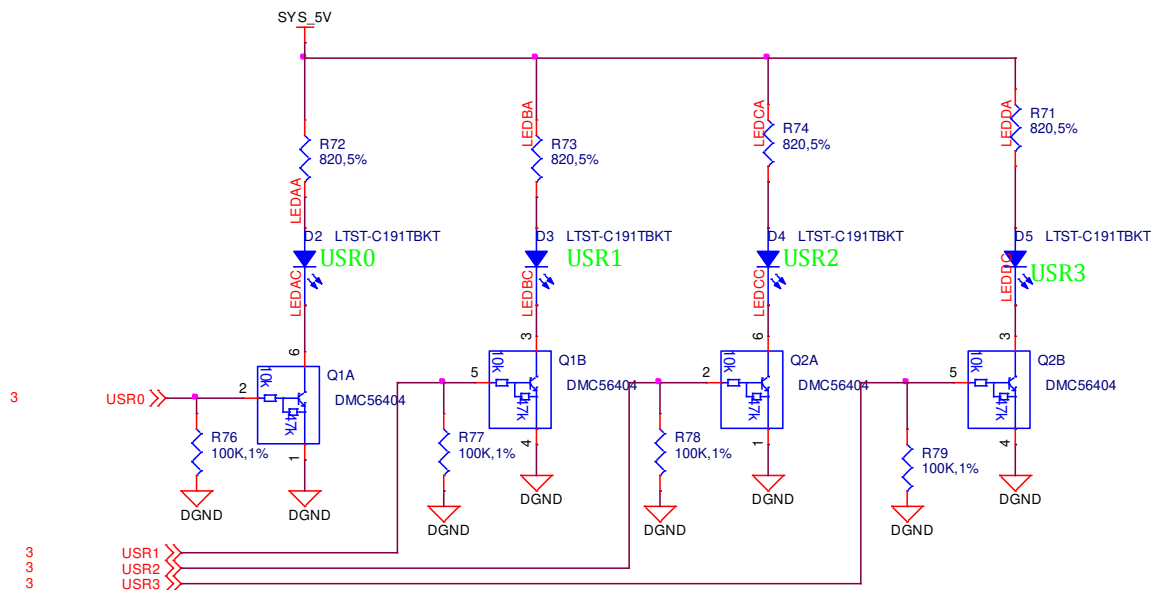 SYS_5V
LEDBA
LEDCA
LEDDA
R72
820,5%
R73
820,5%
R74
820,5%
R71
820,5%
LEDAA
D2 LTST-C191TBKT
USR0
D3 LTST-C191TBKT
USR1
D4 LTST-C191TBKT
USR2
D5 LTST-C191TBKT
USR3
LEDAC
LEDBC
LEDCC
LEDDC
6
3
6
3
10k
47k
Q1A
DMC56404
10k
47k
Q1B
DMC56404
10k
47k
Q2A
DMC56404
10k
47k
Q2B
DMC56404
2
5
2
5
3 USR0
R76
100K,1%
R77
100K,1%
R78
100K,1%
R79
100K,1%
1
4
1
4
DGND
DGND
DGND
DGND
DGND
DGND
DGND
DGND
3 USR1
3 USR2
3 USR3